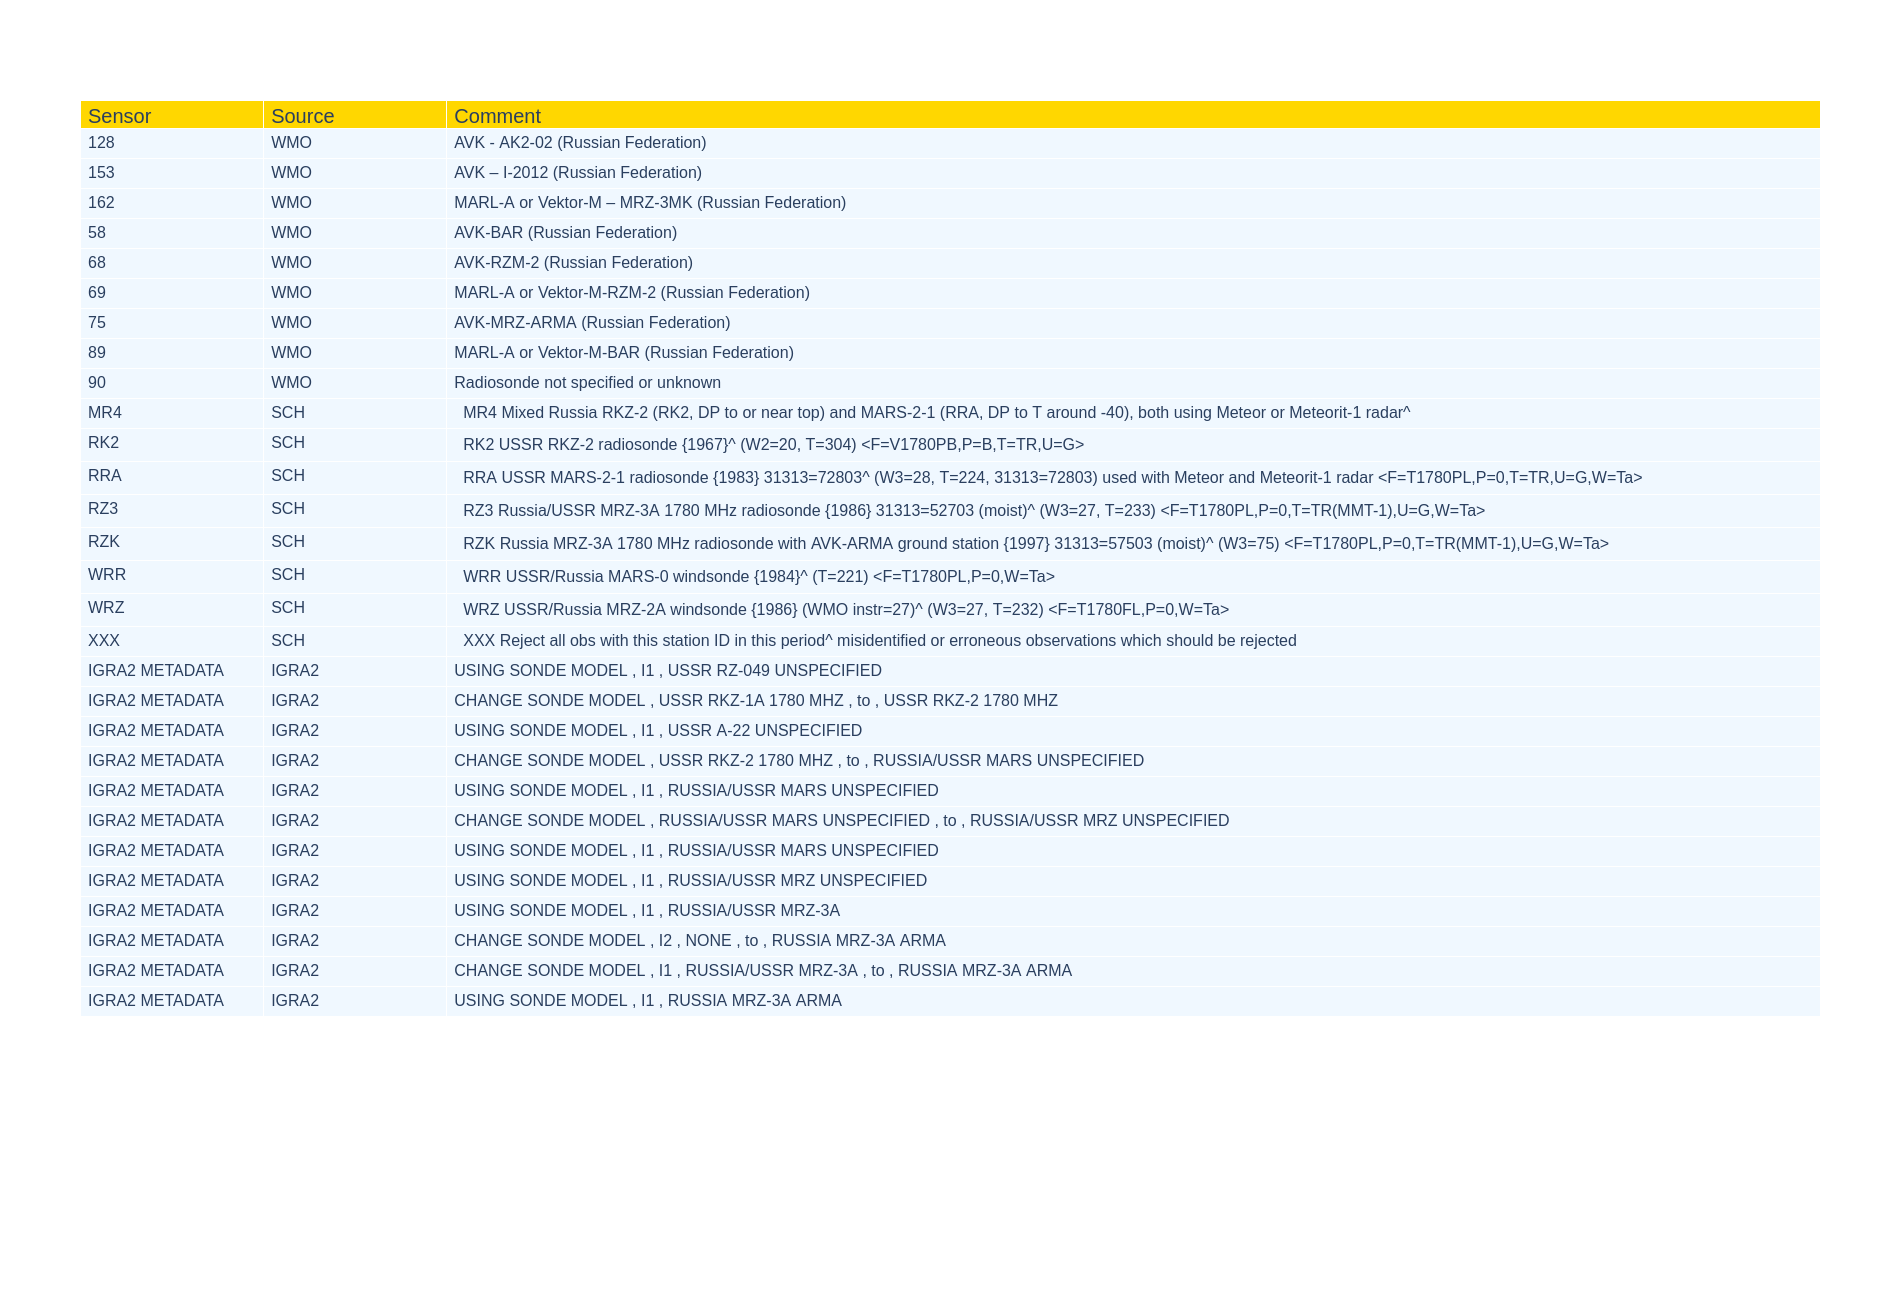 Sensor Source Comment
128 WMO AVK - AK2-02 (Russian Federation)
153 WMO AVK – I-2012 (Russian Federation)
162 WMO MARL-A or Vektor-M – MRZ-3MK (Russian Federation)
58 WMO AVK-BAR (Russian Federation)
68 WMO AVK-RZM-2 (Russian Federation)
69 WMO MARL-A or Vektor-M-RZM-2 (Russian Federation)
75 WMO AVK-MRZ-ARMA (Russian Federation)
89 WMO MARL-A or Vektor-M-BAR (Russian Federation)
90 WMO Radiosonde not specified or unknown
MR4 SCH MR4 Mixed Russia RKZ-2 (RK2, DP to or near top) and MARS-2-1 (RRA, DP to T around -40), both using Meteor or Meteorit-1 radar^
RK2 SCH RK2 USSR RKZ-2 radiosonde {1967}^ (W2=20, T=304) <F=V1780PB,P=B,T=TR,U=G>
RRA SCH RRA USSR MARS-2-1 radiosonde {1983} 31313=72803^ (W3=28, T=224, 31313=72803) used with Meteor and Meteorit-1 radar <F=T1780PL,P=0,T=TR,U=G,W=Ta>
RZ3 SCH RZ3 Russia/USSR MRZ-3A 1780 MHz radiosonde {1986} 31313=52703 (moist)^ (W3=27, T=233) <F=T1780PL,P=0,T=TR(MMT-1),U=G,W=Ta>
RZK SCH RZK Russia MRZ-3A 1780 MHz radiosonde with AVK-ARMA ground station {1997} 31313=57503 (moist)^ (W3=75) <F=T1780PL,P=0,T=TR(MMT-1),U=G,W=Ta>
WRR SCH WRR USSR/Russia MARS-0 windsonde {1984}^ (T=221) <F=T1780PL,P=0,W=Ta>
WRZ SCH WRZ USSR/Russia MRZ-2A windsonde {1986} (WMO instr=27)^ (W3=27, T=232) <F=T1780FL,P=0,W=Ta>
XXX SCH XXX Reject all obs with this station ID in this period^ misidentified or erroneous observations which should be rejected
IGRA2 METADATA IGRA2 USING SONDE MODEL , I1 , USSR RZ-049 UNSPECIFIED
IGRA2 METADATA IGRA2 CHANGE SONDE MODEL , USSR RKZ-1A 1780 MHZ , to , USSR RKZ-2 1780 MHZ
IGRA2 METADATA IGRA2 USING SONDE MODEL , I1 , USSR A-22 UNSPECIFIED
IGRA2 METADATA IGRA2 CHANGE SONDE MODEL , USSR RKZ-2 1780 MHZ , to , RUSSIA/USSR MARS UNSPECIFIED
IGRA2 METADATA IGRA2 USING SONDE MODEL , I1 , RUSSIA/USSR MARS UNSPECIFIED
IGRA2 METADATA IGRA2 CHANGE SONDE MODEL , RUSSIA/USSR MARS UNSPECIFIED , to , RUSSIA/USSR MRZ UNSPECIFIED
IGRA2 METADATA IGRA2 USING SONDE MODEL , I1 , RUSSIA/USSR MARS UNSPECIFIED
IGRA2 METADATA IGRA2 USING SONDE MODEL , I1 , RUSSIA/USSR MRZ UNSPECIFIED
IGRA2 METADATA IGRA2 USING SONDE MODEL , I1 , RUSSIA/USSR MRZ-3A
IGRA2 METADATA IGRA2 CHANGE SONDE MODEL , I2 , NONE , to , RUSSIA MRZ-3A ARMA
IGRA2 METADATA IGRA2 CHANGE SONDE MODEL , I1 , RUSSIA/USSR MRZ-3A , to , RUSSIA MRZ-3A ARMA
IGRA2 METADATA IGRA2 USING SONDE MODEL , I1 , RUSSIA MRZ-3A ARMA